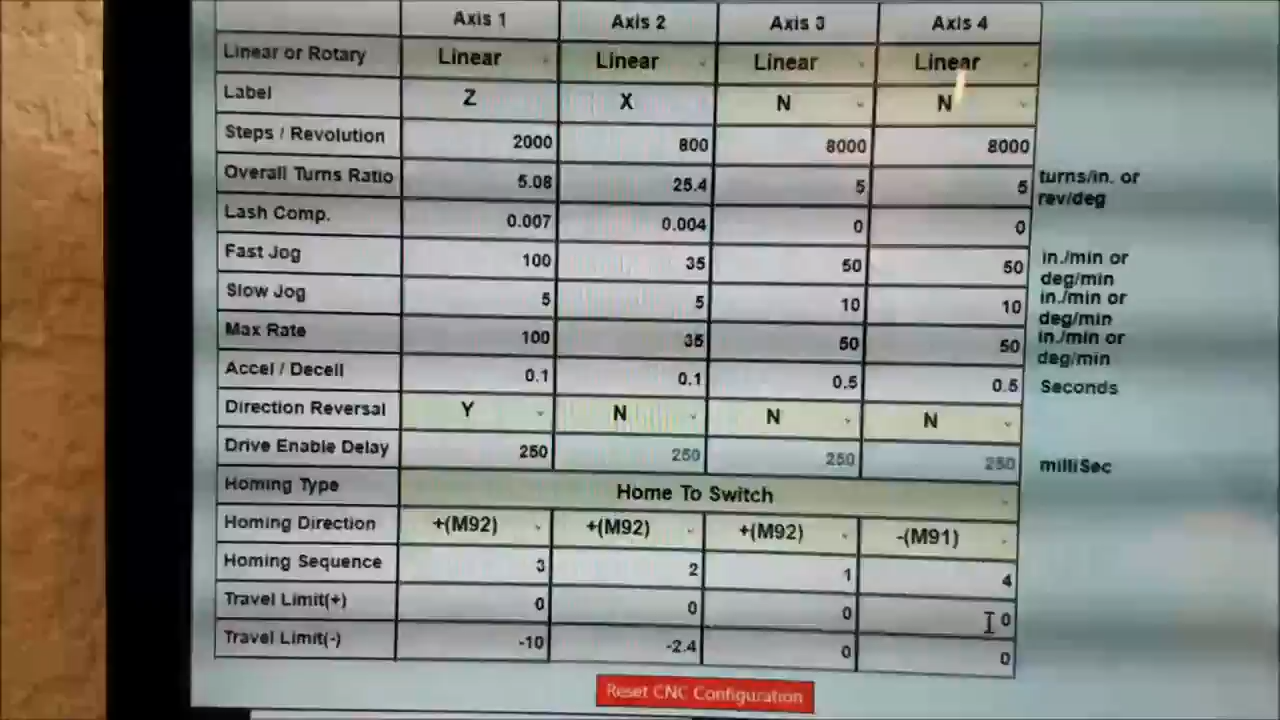 Axis 1 Axis 2 Axis 3 Axis 4
Linear or Rotary Linear Linear Linear Linear
Label Z X N N
Steps / Revolution 2000 800 8000 8000
Overall Turns Ratio 5.08 25.4 5 5 turns/in. or
rev/deg
Lash Comp. 0.007 0.004 0 0
Fast Jog 100 35 50 50 in./min or
deg/min
Slow Jog 5 5 10 10 in./min or
deg/min
Max Rate 100 35 50 50 in./min or
deg/min
Accel / Decell 0.1 0.1 0.5 0.5 Seconds
Direction Reversal Y N N N
Drive Enable Delay 250 250 250 250 milliSec
Homing Type Home To Switch
Homing Direction +(M92) +(M92) +(M92) -(M91)
Homing Sequence 3 2 1 4
Travel Limit(+) 0 0 0 0
Travel Limit(-) -10 -2.4 0 0
Reset CNC Configuration